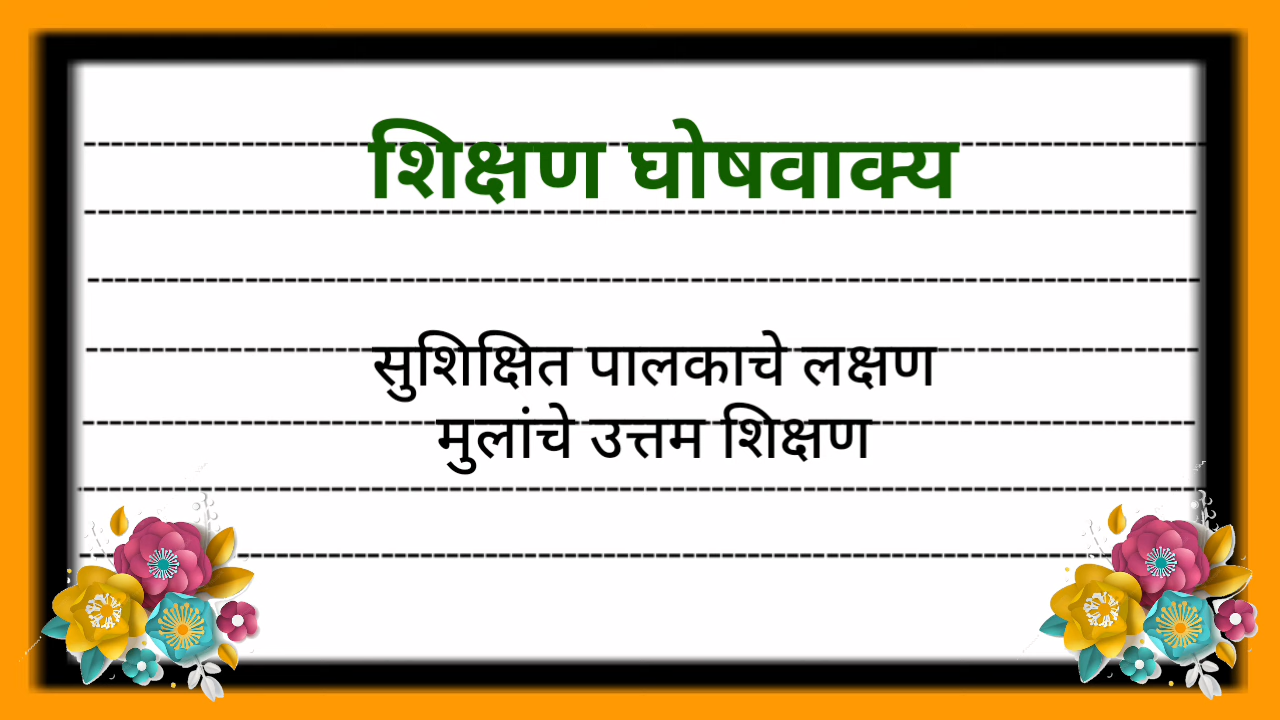 शिक्षण घोषवाक्य
सुशिक्षित पालकाचे लक्षण
मुलांचे उत्तम शिक्षण